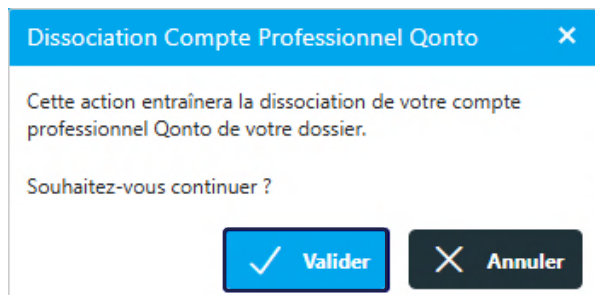 Dissociation Compte Professionnel Qonto
Cette action entraînera la dissociation de votre compte
professionnel Qonto de votre dossier.
Souhaitez-vous continuer ?
Valider
Annuler